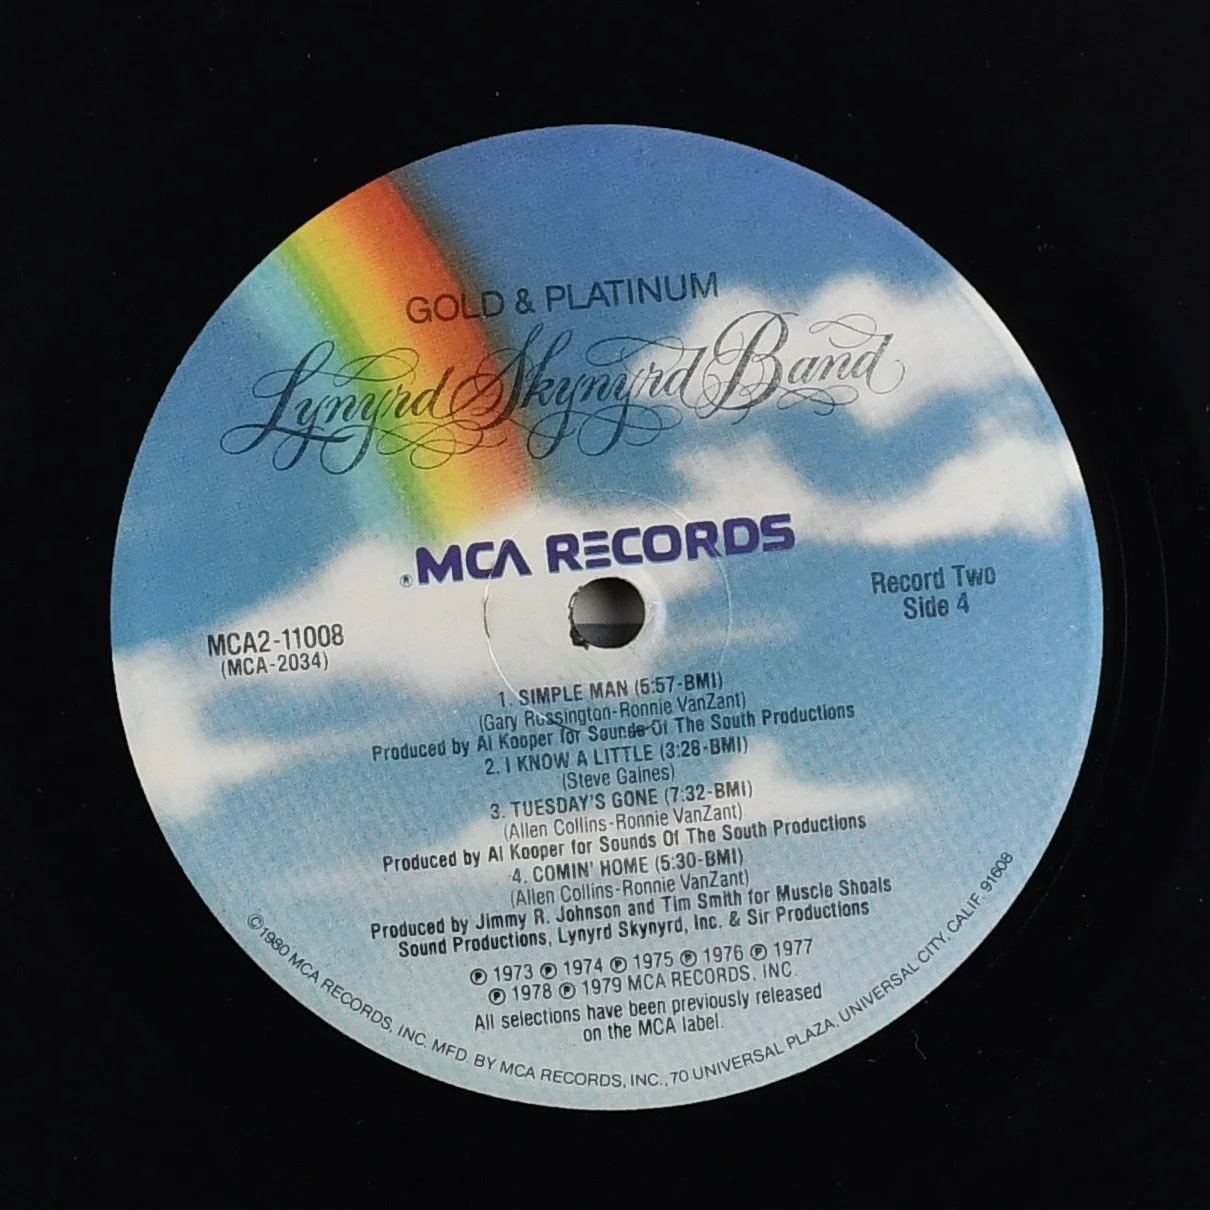 GOLD & PLATINUM
Lynyrd Skynyrd Band
® MCA RECORDS
Record Two
Side 4
MCA2-11008
(MCA-2034)
1. SIMPLE MAN (5:57-BMI)
(Gary Rossington-Ronnie VanZant)
Produced by Al Kooper for Sounds Of The South Productions
2. I KNOW A LITTLE (3:28-BMI)
(Steve Gaines)
3. TUESDAY'S GONE (7:32-BMI)
(Allen Collins-Ronnie VanZant)
Produced by Al Kooper for Sounds Of The South Productions
4. COMIN' HOME (5:30-BMI)
(Allen Collins-Ronnie VanZant)
Produced by Jimmy R. Johnson and Tim Smith for Muscle Shoals
Sound Productions, Lynyrd Skynyrd, Inc. & Sir Productions
℗ 1973 ℗ 1974 ℗ 1975 ℗ 1976 ℗ 1977
℗ 1978 ℗ 1979 MCA RECORDS, INC.
All selections have been previously released
on the MCA label.
©1980 MCA RECORDS, INC. MFD. BY MCA RECORDS, INC., 70 UNIVERSAL PLAZA, UNIVERSAL CITY, CALIF. 91608